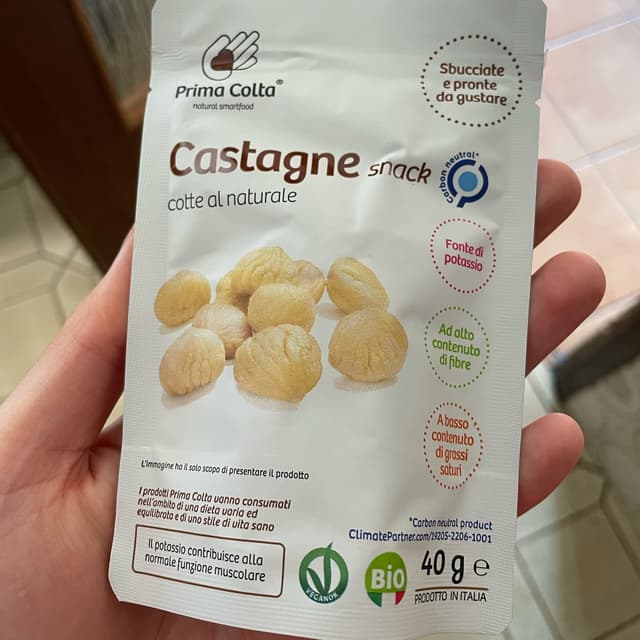 Prima Colta®
natural smartfood
Sbucciate
e pronte
da gustare
Castagne snack
cotte al naturale
Carbon neutral*
Fonte di
potassio
Ad alto
contenuto
di fibre
A basso
contenuto
di grassi
saturi
L'immagine ha il solo scopo di presentare il prodotto
I prodotti Prima Colta vanno consumati
nell'ambito di una dieta varia ed
equilibrata e di uno stile di vita sano
Il potassio contribuisce alla
normale funzione muscolare
VEGANOK
BIO
*Carbon neutral product
ClimatePartner.com/19205-2206-1001
40 g e
PRODOTTO IN ITALIA